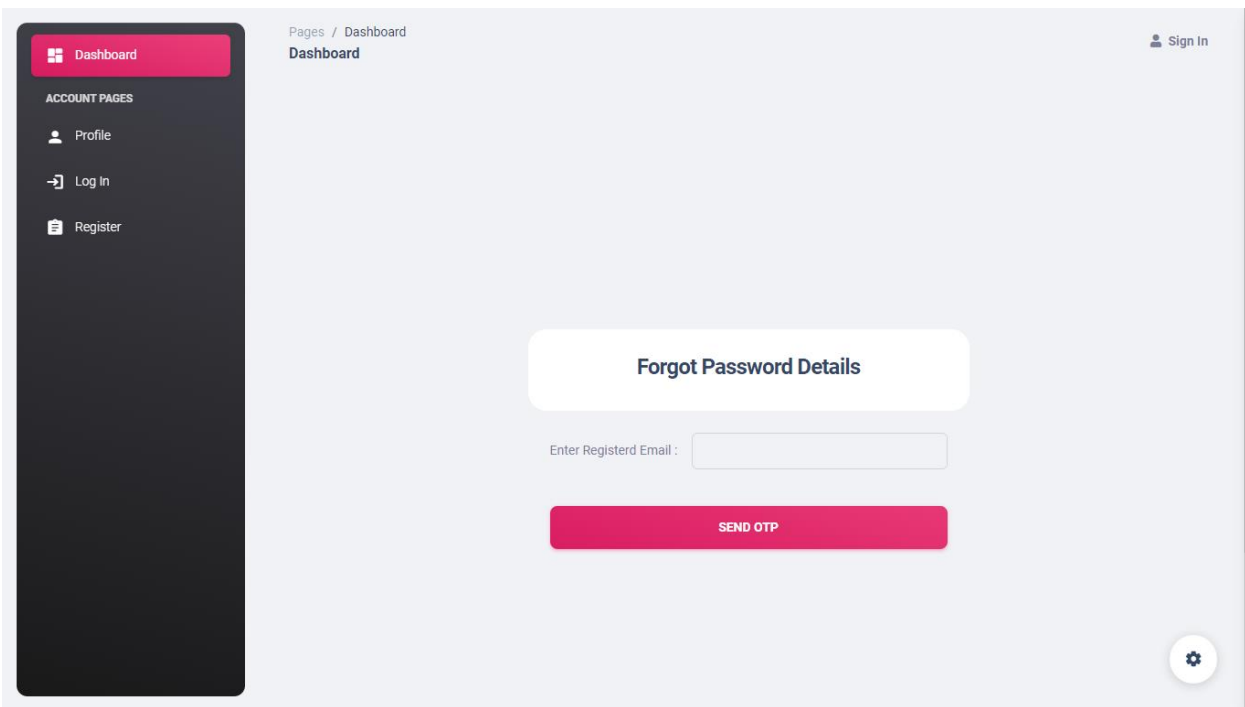 Dashboard
ACCOUNT PAGES
Profile
Log In
Register
Pages / Dashboard
Dashboard
Sign In
Forgot Password Details
Enter Registerd Email :
SEND OTP